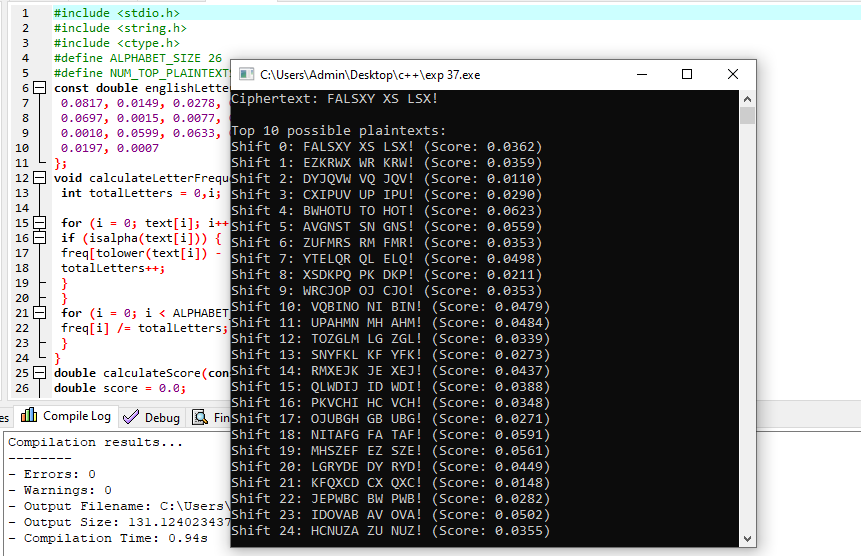 1 #include <stdio.h>
2 #include <string.h>
3 #include <ctype.h>
4 #define ALPHABET_SIZE 26
5 #define NUM_TOP_PLAINTEXTS
6 const double englishLette
7 0.0817, 0.0149, 0.0278,
8 0.0697, 0.0015, 0.0077,
9 0.0010, 0.0599, 0.0633,
10 0.0197, 0.0007
11 };
12 void calculateLetterFrequ
13 int totalLetters = 0,i;
14
15 for (i = 0; text[i]; i++
16 if (isalpha(text[i])) {
17 freq[tolower(text[i]) -
18 totalLetters++;
19 }
20 }
21 for (i = 0; i < ALPHABET
22 freq[i] /= totalLetters;
23 }
24 }
25 double calculateScore(con
26 double score = 0.0;
C:\Users\Admin\Desktop\c++\exp 37.exe
Ciphertext: FALSXY XS LSX!
Top 10 possible plaintexts:
Shift 0: FALSXY XS LSX! (Score: 0.0362)
Shift 1: EZKRWX WR KRW! (Score: 0.0359)
Shift 2: DYJQVW VQ JQV! (Score: 0.0110)
Shift 3: CXIPUV UP IPU! (Score: 0.0290)
Shift 4: BWHOTU TO HOT! (Score: 0.0623)
Shift 5: AVGNST SN GNS! (Score: 0.0559)
Shift 6: ZUFMRS RM FMR! (Score: 0.0353)
Shift 7: YTELQR QL ELQ! (Score: 0.0498)
Shift 8: XSDKPQ PK DKP! (Score: 0.0211)
Shift 9: WRCJOP OJ CJO! (Score: 0.0353)
Shift 10: VQBINO NI BIN! (Score: 0.0479)
Shift 11: UPAHMN MH AHM! (Score: 0.0484)
Shift 12: TOZGLM LG ZGL! (Score: 0.0339)
Shift 13: SNYFKL KF YFK! (Score: 0.0273)
Shift 14: RMXEJK JE XEJ! (Score: 0.0437)
Shift 15: QLWDIJ ID WDI! (Score: 0.0388)
Shift 16: PKVCHI HC VCH! (Score: 0.0348)
Shift 17: OJUBGH GB UBG! (Score: 0.0271)
Shift 18: NITAFG FA TAF! (Score: 0.0591)
Shift 19: MHSZEF EZ SZE! (Score: 0.0561)
Shift 20: LGRYDE DY RYD! (Score: 0.0449)
Shift 21: KFQXCD CX QXC! (Score: 0.0148)
Shift 22: JEPWBC BW PWB! (Score: 0.0282)
Shift 23: IDOVAB AV OVA! (Score: 0.0502)
Shift 24: HCNUZA ZU NUZ! (Score: 0.0355)
es Compile Log Debug Fin
Compilation results...
--------
- Errors: 0
- Warnings: 0
- Output Filename: C:\Users\
- Output Size: 131.124023437
- Compilation Time: 0.94s